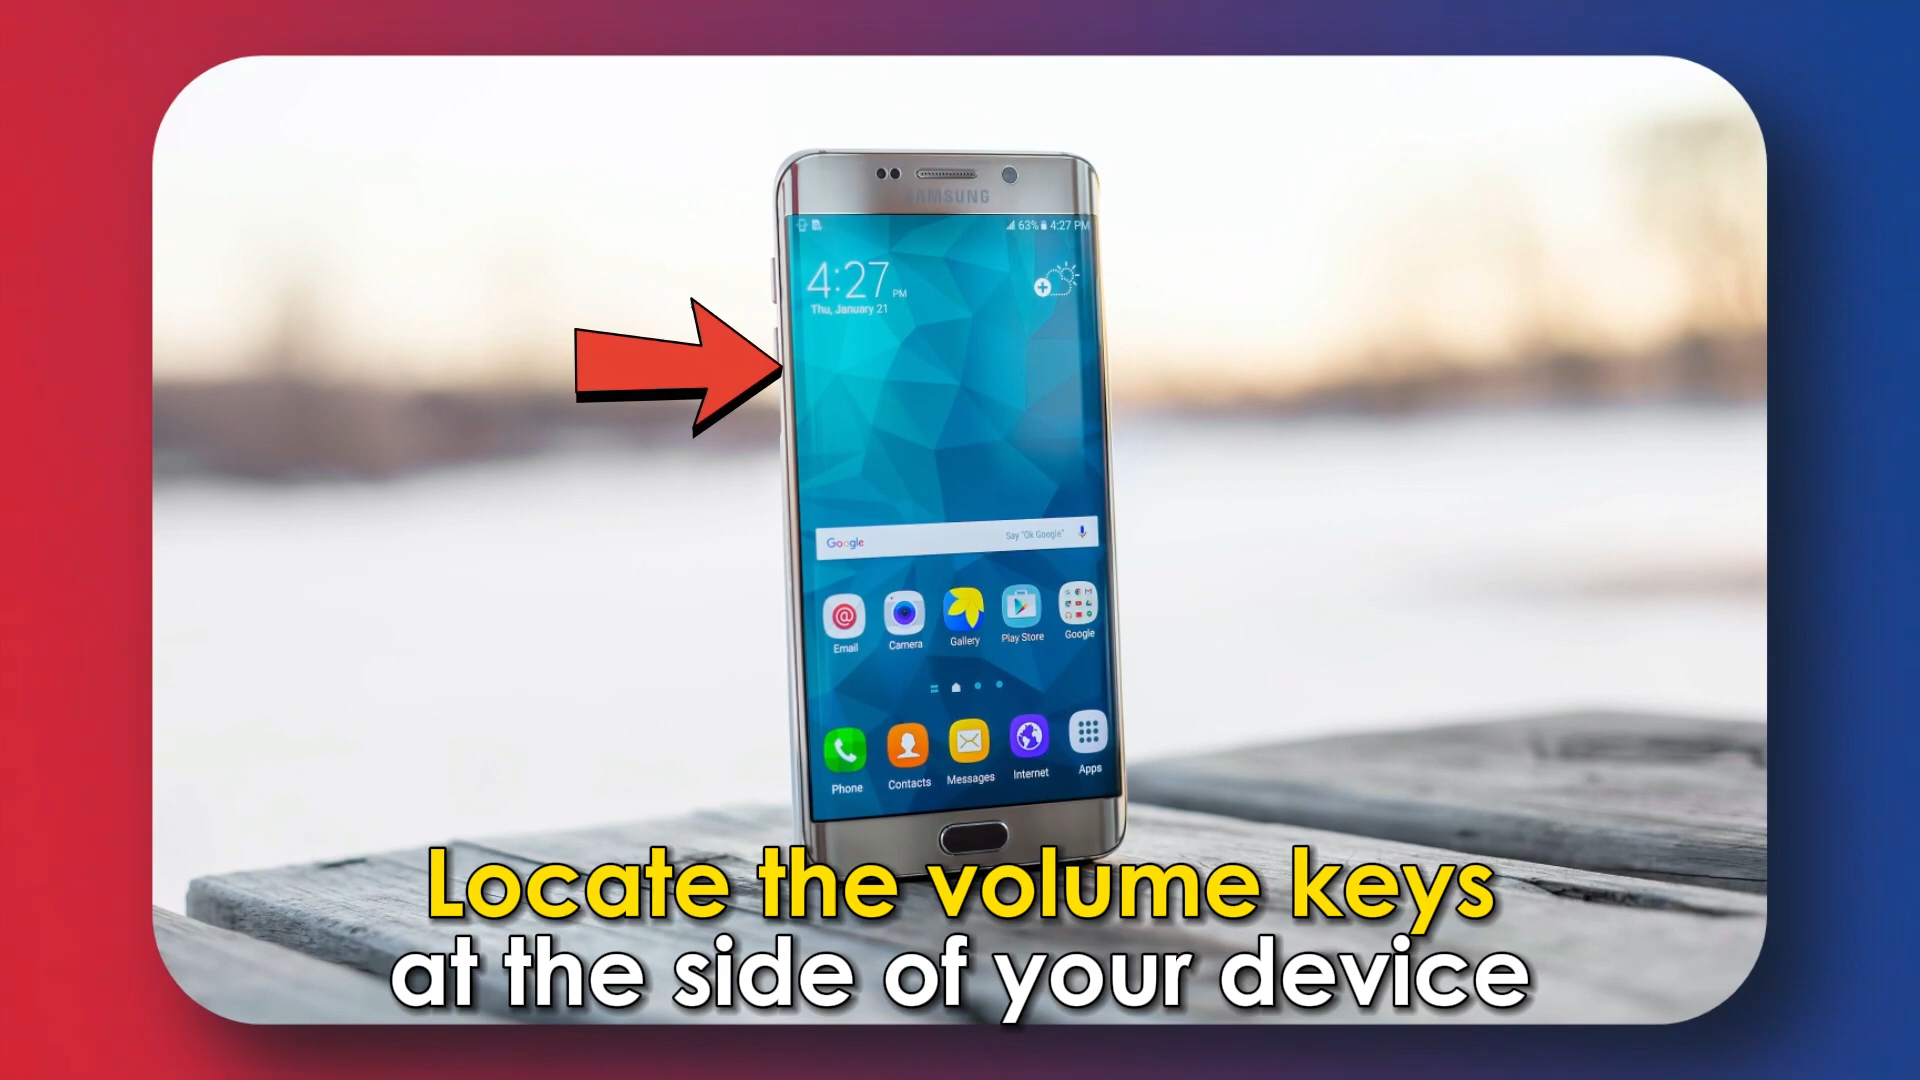 SAMSUNG
63% 4:27 PM
4:27 PM
Thu, January 21
Google Say "Ok Google"
Email Camera Gallery Play Store Google
Phone Contacts Messages Internet Apps
Locate the volume keys
at the side of your device